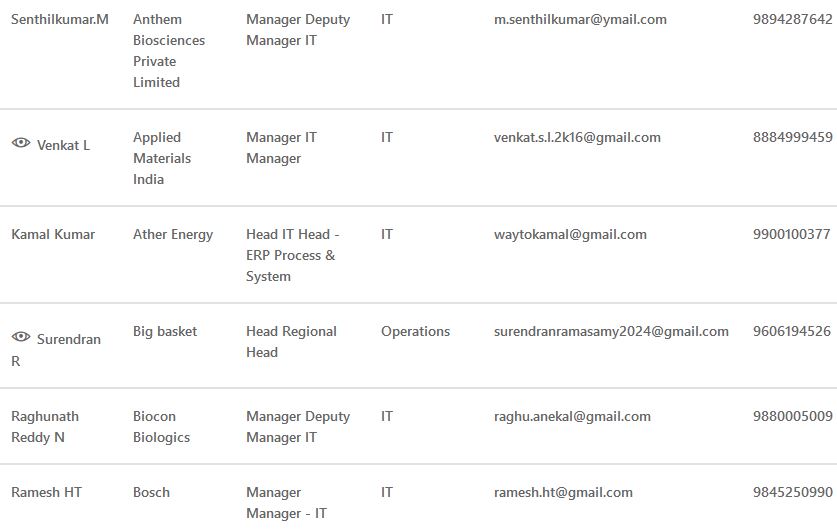 Senthilkumar.M Anthem Biosciences Private Limited Manager Deputy Manager IT IT m.senthilkumar@ymail.com 9894287642
Venkat L Applied Materials India Manager IT Manager IT venkat.s.l.2k16@gmail.com 8884999459
Kamal Kumar Ather Energy Head IT Head - ERP Process & System IT waytokamal@gmail.com 9900100377
Surendran R Big basket Head Regional Head Operations surendranramasamy2024@gmail.com 9606194526
Raghunath Reddy N Biocon Biologics Manager Deputy Manager IT IT raghu.anekal@gmail.com 9880005009
Ramesh HT Bosch Manager Manager - IT IT ramesh.ht@gmail.com 9845250990